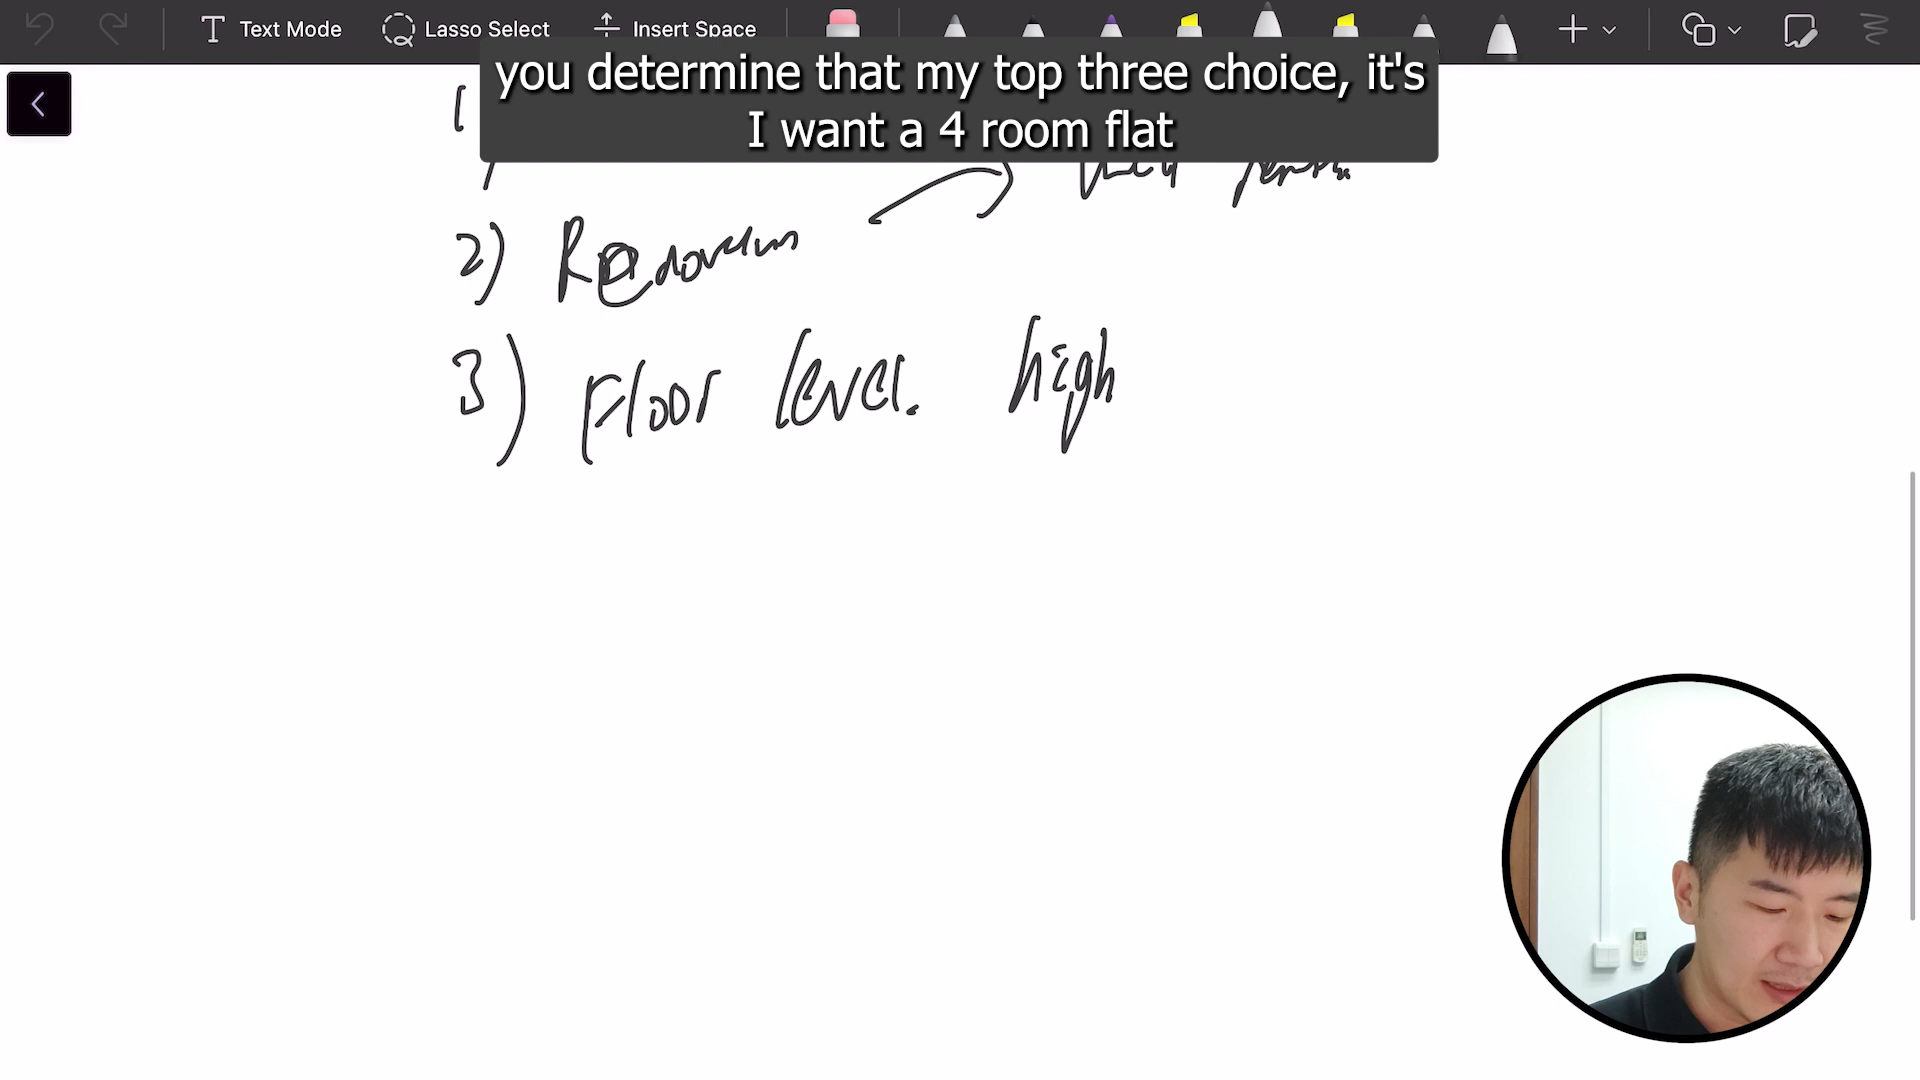 Text Mode Lasso Select Insert Space
you determine that my top three choice, it's
I want a 4 room flat
2)
3) Floor level. high